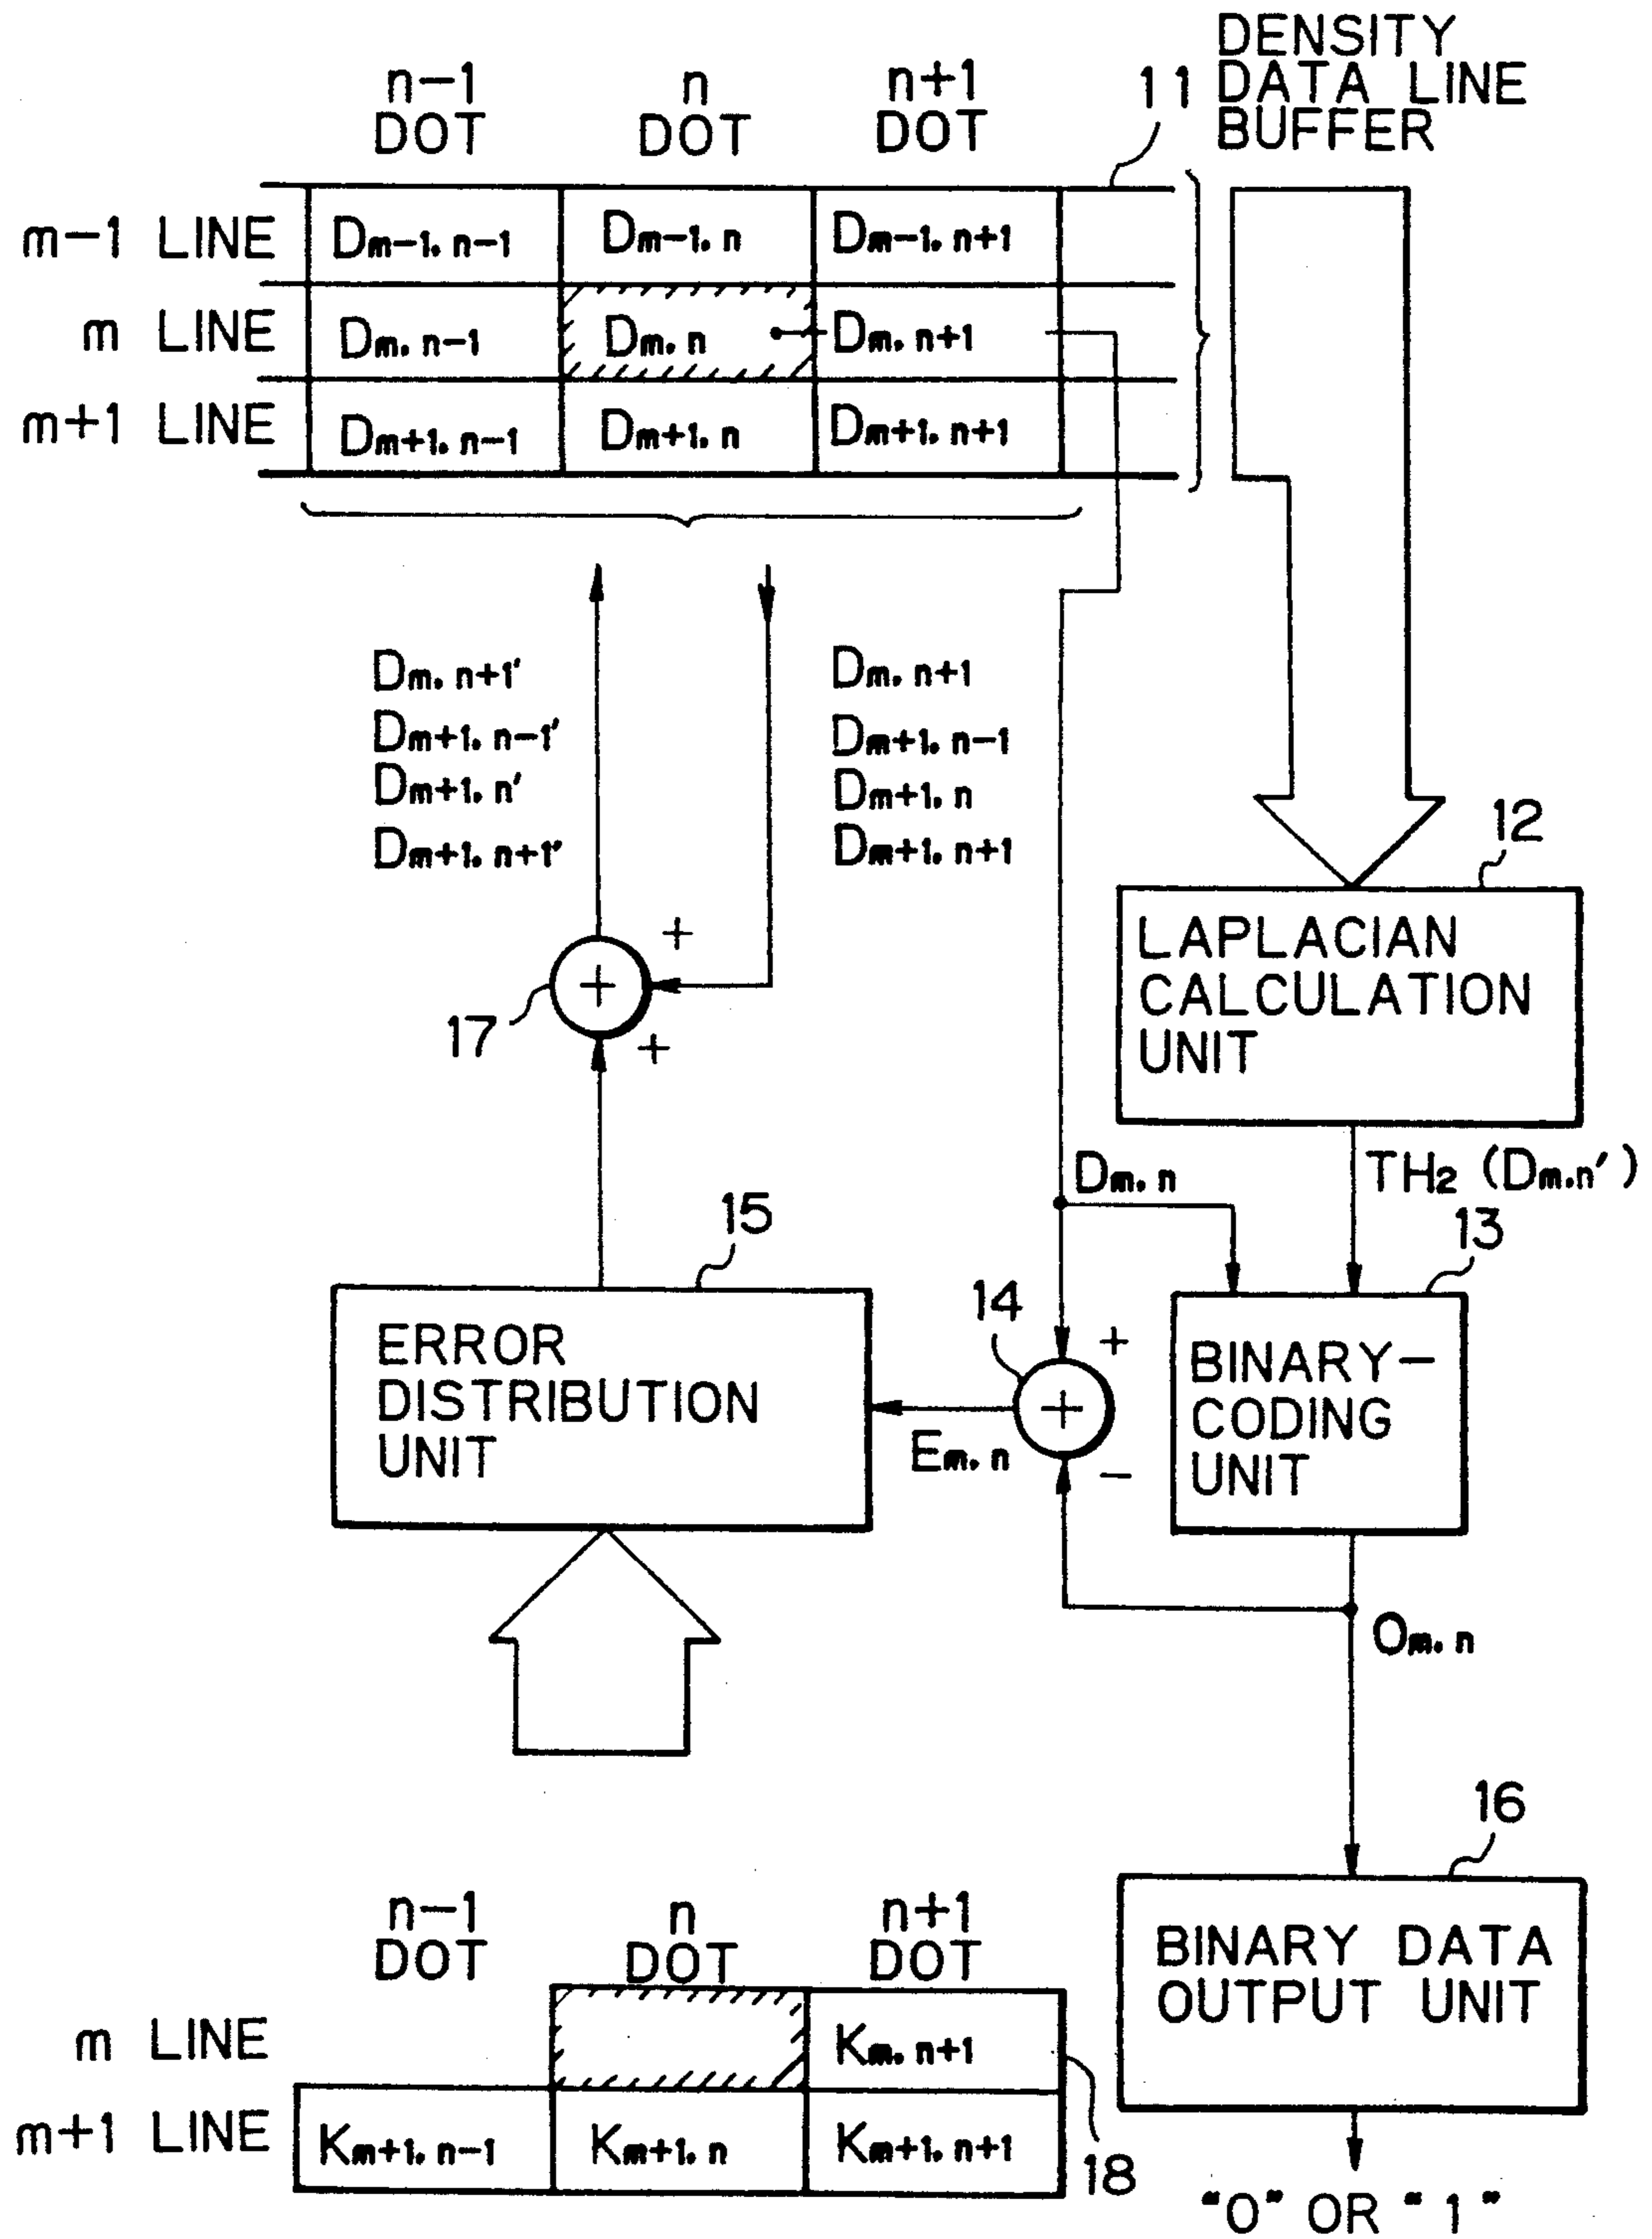 n-1 DOT
n DOT
n+1 DOT
11
DENSITY
DATA LINE
BUFFER
m-1 LINE
Dm-1. n-1
Dm-1. n
Dm-1. n+1
m LINE
Dm. n-1
Dm. n
Dm. n+1
m+1 LINE
Dm+1. n-1
Dm+1. n
Dm+1. n+1
Dm. n+1'
Dm+1. n-1'
Dm+1. n'
Dm+1. n+1'
Dm. n+1
Dm+1. n-1
Dm+1. n
Dm+1. n+1
12
LAPLACIAN
CALCULATION
UNIT
+
+
17
+
Dm. n
TH2 (Dm.n')
15
13
14
ERROR
DISTRIBUTION
UNIT
+
+
-
Em. n
BINARY-
CODING
UNIT
Om. n
16
BINARY DATA
OUTPUT UNIT
n-1 DOT
n DOT
n+1 DOT
m LINE
Km. n+1
m+1 LINE
Km+1. n-1
Km+1. n
Km+1. n+1
18
"0" OR "1"